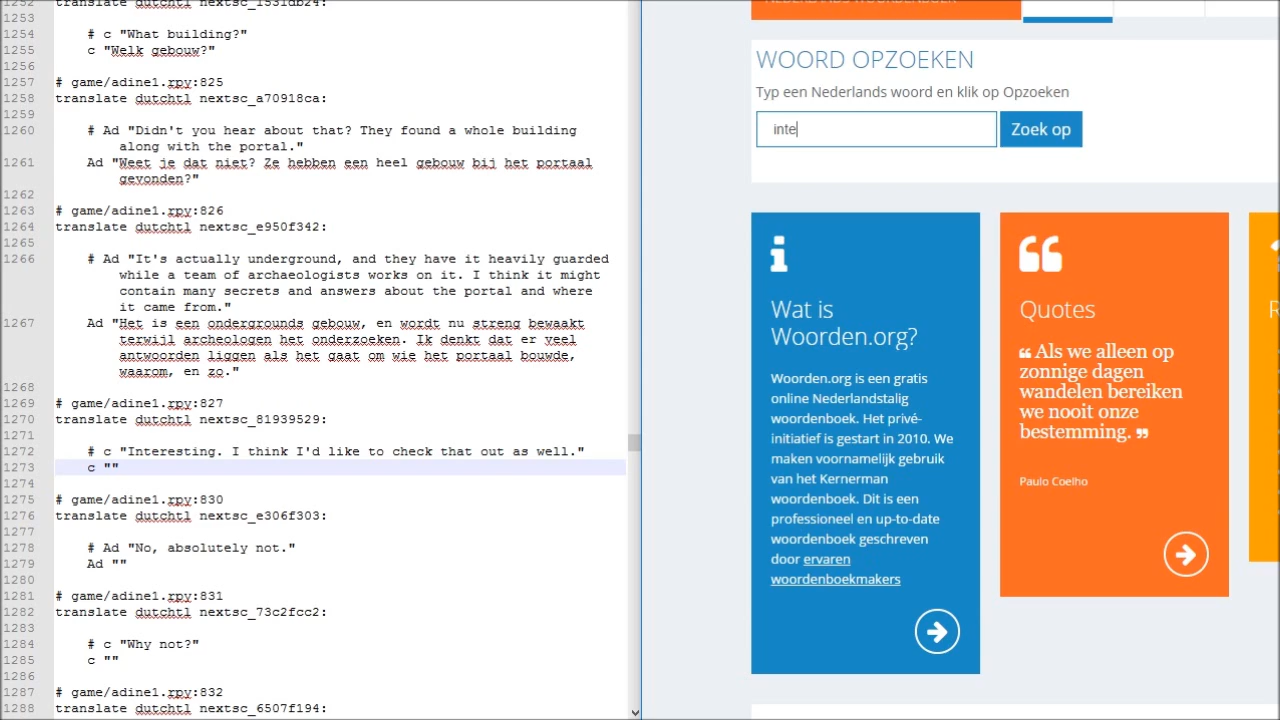 1252 translate dutchtl nextsc_1531db24:
1253
1254 # c "What building?"
1255 c "Welk gebouw?"
1256
1257 # game/adine1.rpy:825
1258 translate dutchtl nextsc_a70918ca:
1259
1260 # Ad "Didn't you hear about that? They found a whole building
along with the portal."
1261 Ad "Weet je dat niet? Ze hebben een heel gebouw bij het portaal
gevonden?"
1262
1263 # game/adine1.rpy:826
1264 translate dutchtl nextsc_e950f342:
1265
1266 # Ad "It's actually underground, and they have it heavily guarded
while a team of archaeologists works on it. I think it might
contain many secrets and answers about the portal and where
it came from."
1267 Ad "Het is een ondergronds gebouw, en wordt nu streng bewaakt
terwijl archeologen het onderzoeken. Ik denkt dat er veel
antwoorden liggen als het gaat om wie het portaal bouwde,
waarom, en zo."
1268
1269 # game/adine1.rpy:827
1270 translate dutchtl nextsc_81939529:
1271
1272 # c "Interesting. I think I'd like to check that out as well."
1273 c ""
1274
1275 # game/adine1.rpy:830
1276 translate dutchtl nextsc_e306f303:
1277
1278 # Ad "No, absolutely not."
1279 Ad ""
1280
1281 # game/adine1.rpy:831
1282 translate dutchtl nextsc_73c2fcc2:
1283
1284 # c "Why not?"
1285 c ""
1286
1287 # game/adine1.rpy:832
1288 translate dutchtl nextsc_6507f194:
NEDERLANDS WOORDENBOEK
WOORD OPZOEKEN
Typ een Nederlands woord en klik op Opzoeken
inte
Zoek op
Wat is
Woorden.org?
Woorden.org is een gratis
online Nederlandstalig
woordenboek. Het privé-
initiatief is gestart in 2010. We
maken voornamelijk gebruik
van het Kernerman
woordenboek. Dit is een
professioneel en up-to-date
woordenboek geschreven
door ervaren
woordenboekmakers
Quotes
❝ Als we alleen op
zonnige dagen
wandelen bereiken
we nooit onze
bestemming. ❞
Paulo Coelho